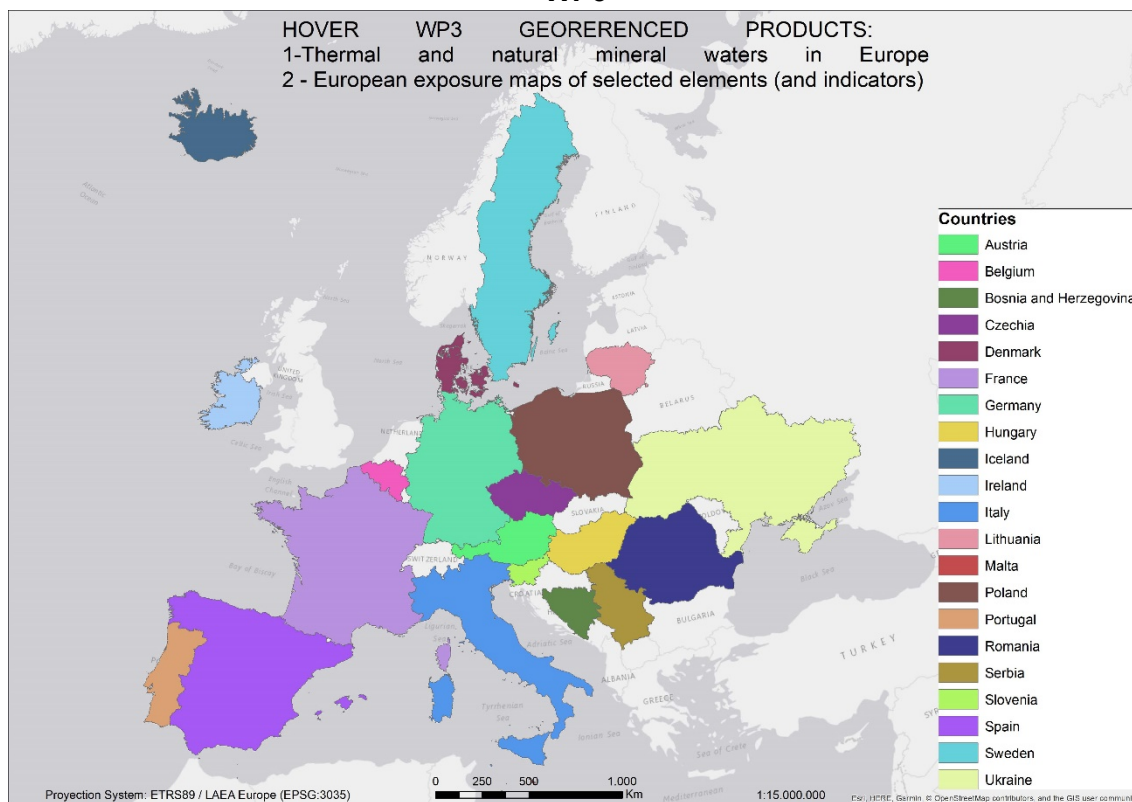 HOVER WP3 GEORERENCED PRODUCTS:
1-Thermal and natural mineral waters in Europe
2 - European exposure maps of selected elements (and indicators)
Atlantic
Ocean
NORWAY
FINLAND
ESTONIA
LATVIA
North Sea
UNITED
KINGDOM
RUSSIA
BELARUS
Celtic Sea
English
Channel
SLOVAKIA
SWITZERLAND
Bay of Biscay
CROATIA
Black Sea
BULGARIA
Adriatic Sea
ALBANIA
TURKEY
GREECE
Tyrrhenian
Sea
Ionian Sea
Sea of Crete
Mediterranean
Countries
Austria
Belgium
Bosnia and Herzegovina
Czechia
Denmark
France
Germany
Hungary
Iceland
Ireland
Italy
Lithuania
Malta
Poland
Portugal
Romania
Serbia
Slovenia
Spain
Sweden
Ukraine
Proyection System: ETRS89 / LAEA Europe (EPSG:3035)
0 250 500 1.000
Km
1:15.000.000
Esri, HERE, Garmin, © OpenStreetMap contributors, and the GIS user communi